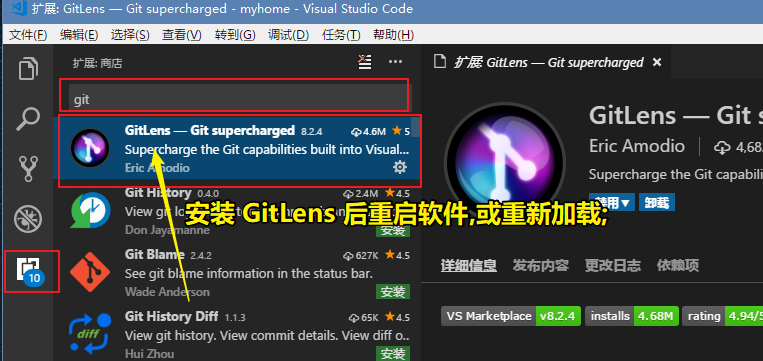 扩展: GitLens — Git supercharged - myhome - Visual Studio Code
文件(F) 编辑(E) 选择(S) 查看(V) 转到(G) 调试(D) 任务(T) 帮助(H)
扩展: 商店
扩展: GitLens — Git supercharged
git
GitLens — Git supercharged 8.2.4 4.6M 5
Supercharge the Git capabilities built into Visual...
Eric Amodio
Git History 0.4.0 2.4M 4.5
View git lo
Don Jayamanne
Git Blame 2.4.2 627K 4.5
See git blame information in the status bar.
Wade Anderson 安装
Git History Diff 1.1.3 65K 4.5
View git history. View commit details. View diff o...
Hui Zhou 安装
10
GitLens — Git sup
Eric Amodio 4,68
Supercharge the Git capab
禁用 卸载
安装 GitLens 后重启软件,或重新加载;
详细信息 发布内容 更改日志 依赖项
VS Marketplace v8.2.4 installs 4.68M rating 4.94/5
diff